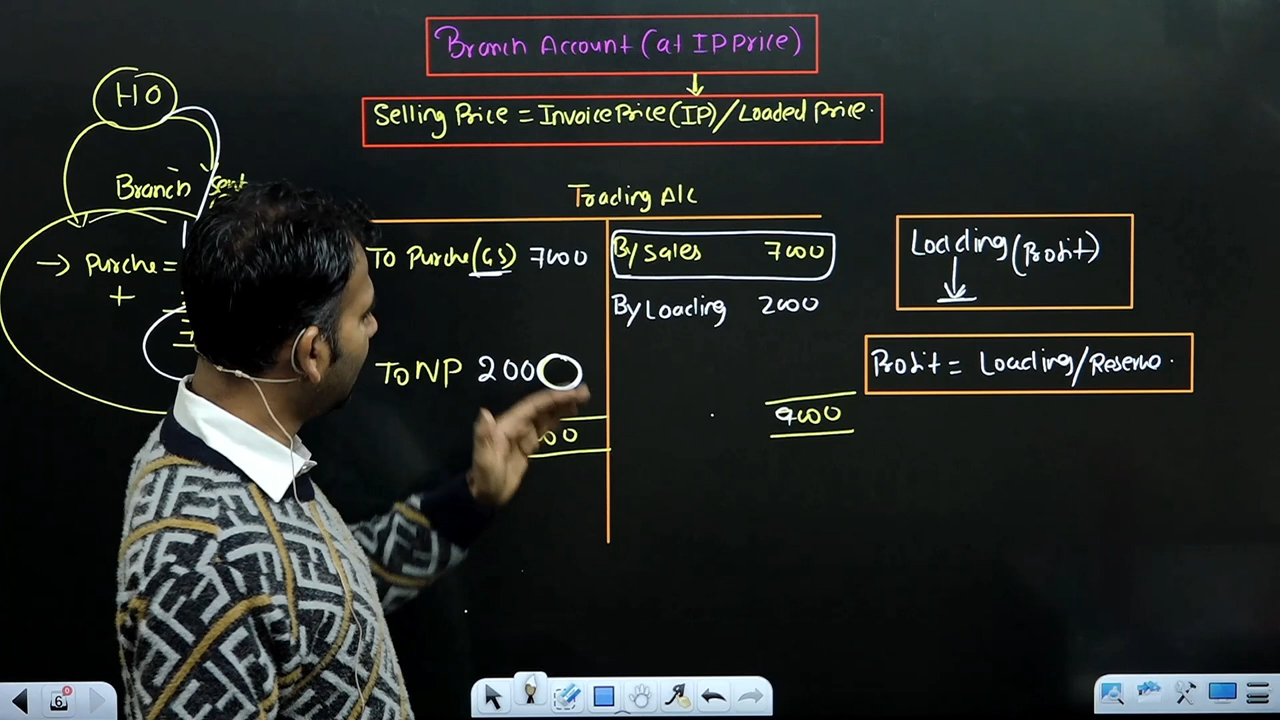 Branch Account (at IP Price)
Selling Price = Invoice Price (IP) / Loaded Price.
HO
Branch
→ Purche =
+
Trading A/c
To Purche (GS) 7000
By Sales 7000
By Loading 2000
To NP 2000
9000
Loading (Profit)
Profit = Loading / Reserve.
6